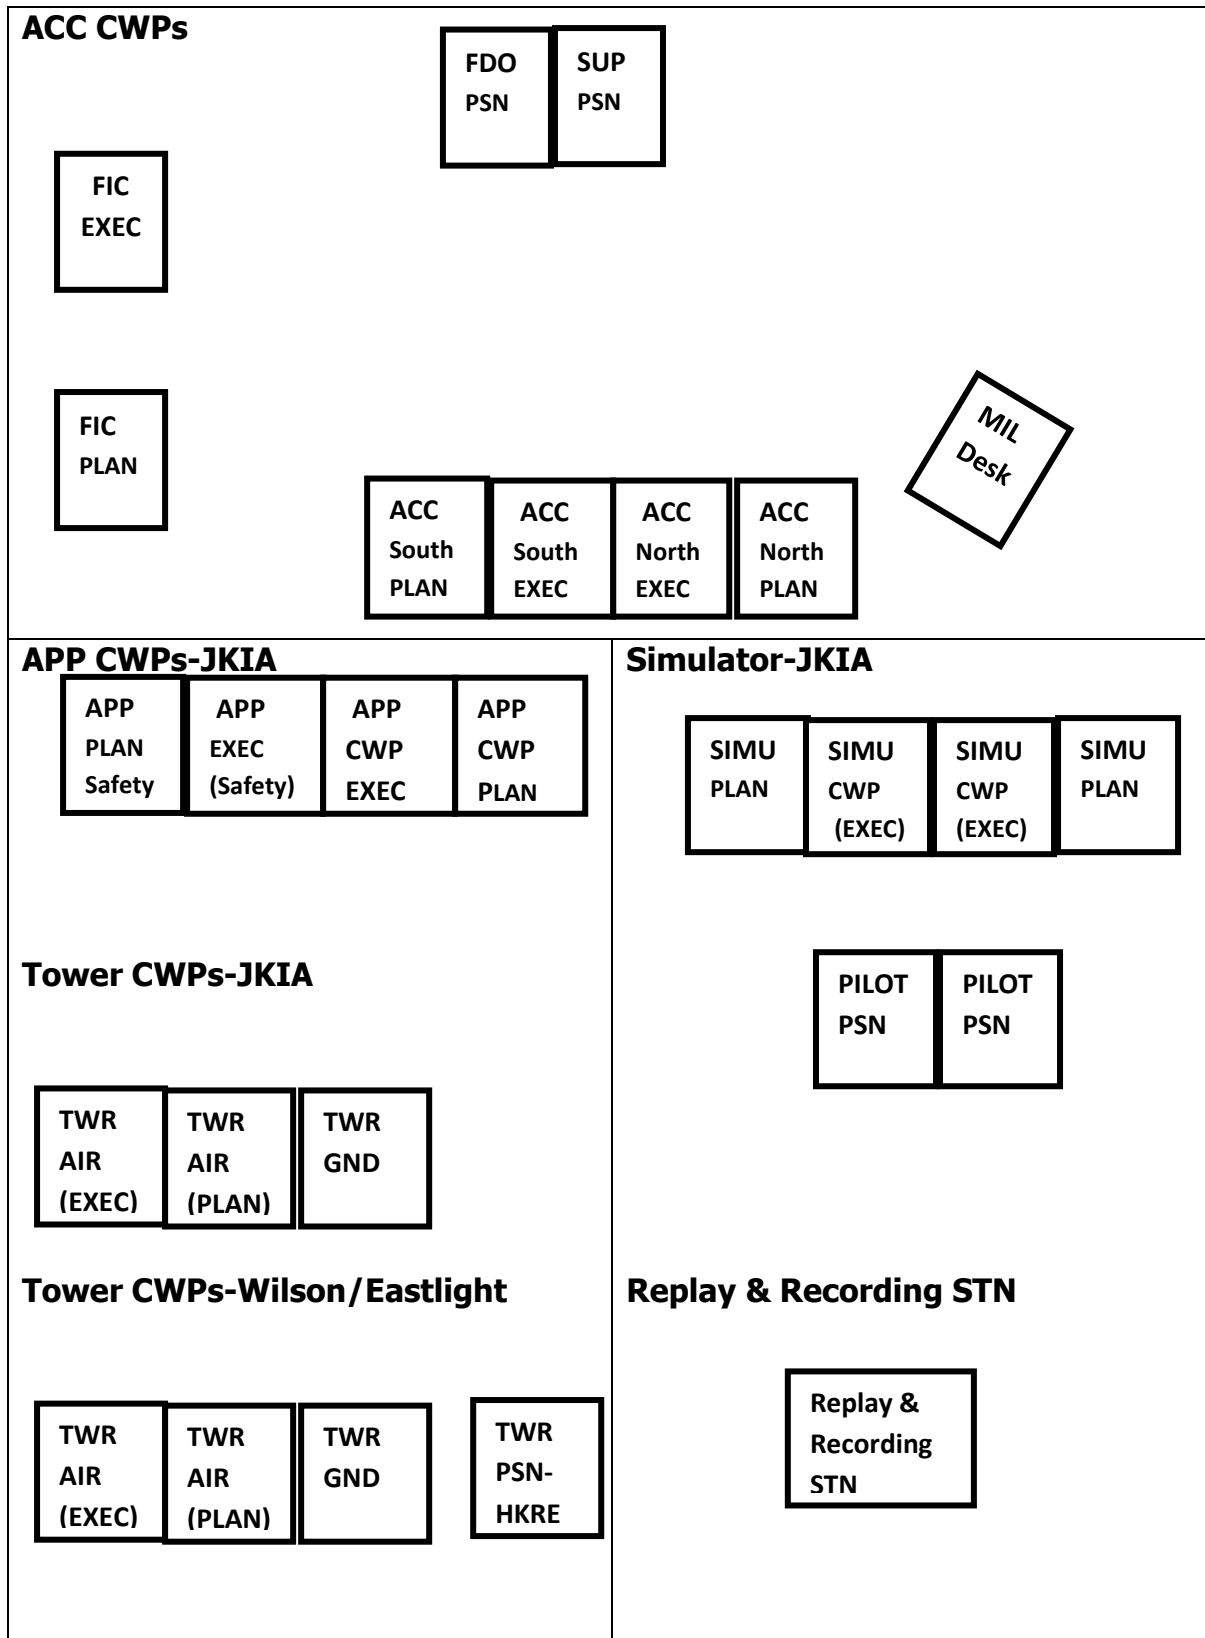 ACC CWPs
FDO
PSN
SUP
PSN
FIC
EXEC
FIC
PLAN
MIL
Desk
ACC
South
PLAN
ACC
South
EXEC
ACC
North
EXEC
ACC
North
PLAN
APP CWPs-JKIA
APP
PLAN
Safety
APP
EXEC
(Safety)
APP
CWP
EXEC
APP
CWP
PLAN
Simulator-JKIA
SIMU
PLAN
SIMU
CWP
(EXEC)
SIMU
CWP
(EXEC)
SIMU
PLAN
PILOT
PSN
PILOT
PSN
Tower CWPs-JKIA
TWR
AIR
(EXEC)
TWR
AIR
(PLAN)
TWR
GND
Tower CWPs-Wilson/Eastlight
TWR
AIR
(EXEC)
TWR
AIR
(PLAN)
TWR
GND
TWR
PSN-
HKRE
Replay & Recording STN
Replay &
Recording
STN